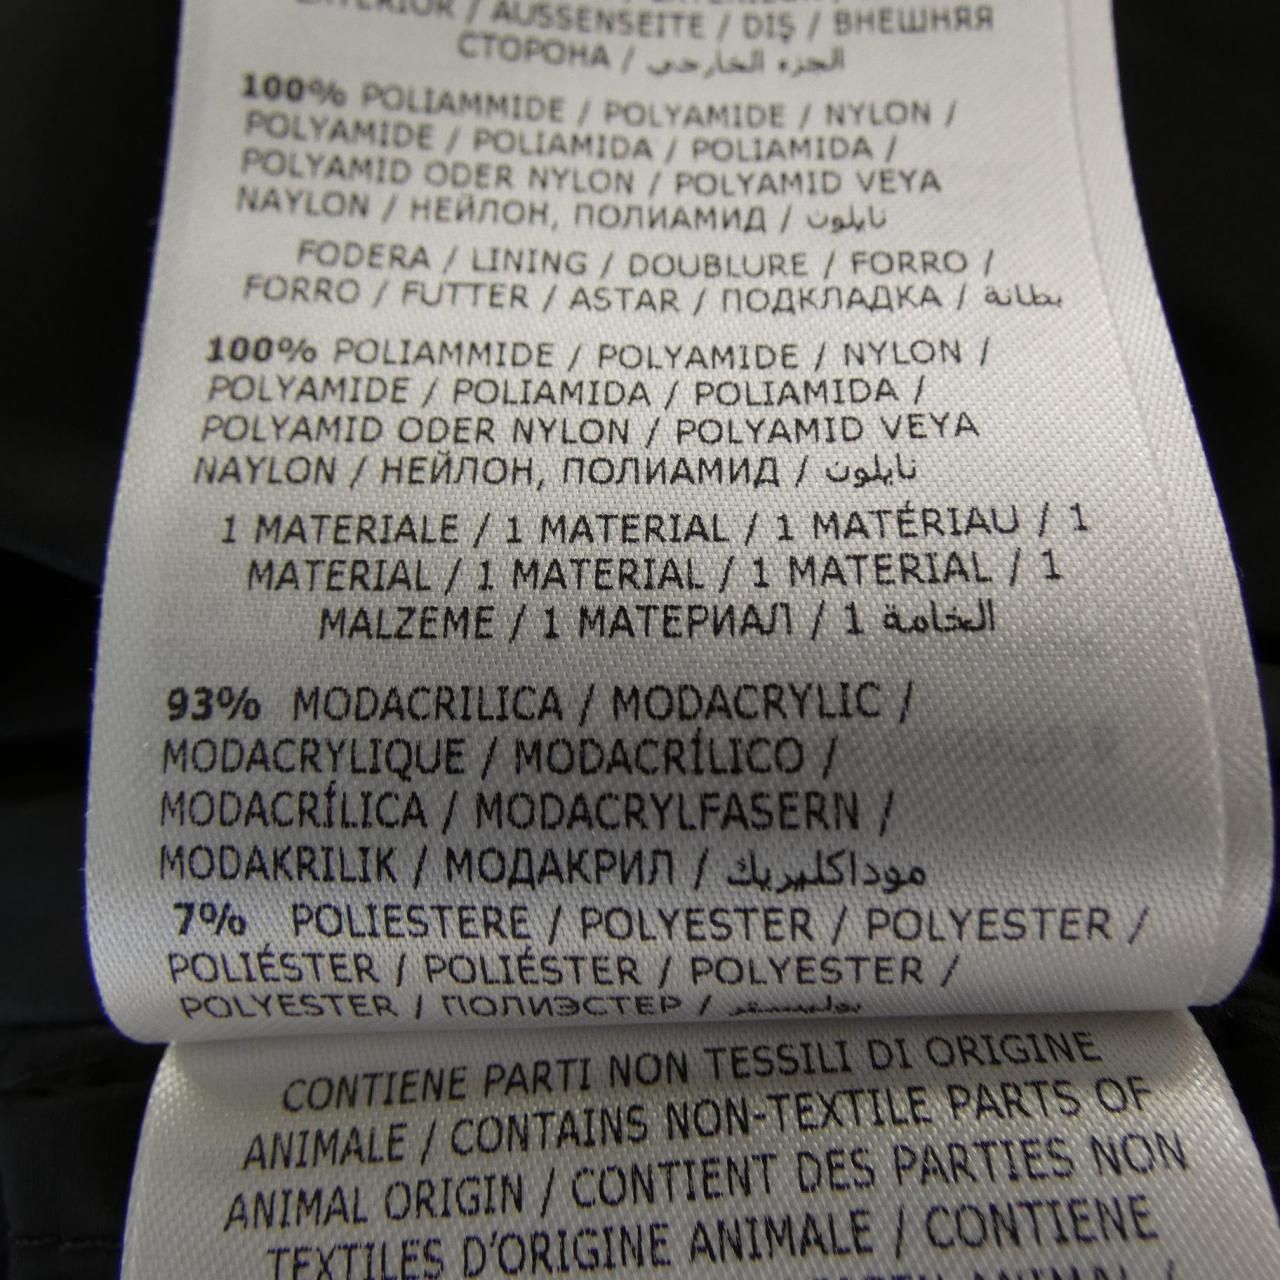 EXTERIOR / AUSSENSEITE / DIŞ / ВНЕШНЯЯ
СТОРОНА / الجزء الخارجي
100% POLIAMMIDE / POLYAMIDE / NYLON /
POLYAMIDE / POLIAMIDA / POLIAMIDA /
POLYAMID ODER NYLON / POLYAMID VEYA
NAYLON / НЕЙЛОН, ПОЛИАМИД / نايلون
FODERA / LINING / DOUBLURE / FORRO /
FORRO / FUTTER / ASTAR / ПОДКЛАДКА / بطانة
100% POLIAMMIDE / POLYAMIDE / NYLON /
POLYAMIDE / POLIAMIDA / POLIAMIDA /
POLYAMID ODER NYLON / POLYAMID VEYA
NAYLON / НЕЙЛОН, ПОЛИАМИД / نايلون
1 MATERIALE / 1 MATERIAL / 1 MATÉRIAU / 1
MATERIAL / 1 MATERIAL / 1 MATERIAL / 1
MALZEME / 1 МАТЕРИАЛ / 1 الخامة
93% MODACRILICA / MODACRYLIC /
MODACRYLIQUE / MODACRÍLICO /
MODACRÍLICA / MODACRYLFASERN /
MODAKRILIK / МОДАКРИЛ / موداكليريك
7% POLIESTERE / POLYESTER / POLYESTER /
POLIÉSTER / POLIÉSTER / POLYESTER /
POLYESTER / ПОЛИЭСТЕР / بوليستر
CONTIENE PARTI NON TESSILI DI ORIGINE
ANIMALE / CONTAINS NON-TEXTILE PARTS OF
ANIMAL ORIGIN / CONTIENT DES PARTIES NON
TEXTILES D'ORIGINE ANIMALE / CONTIENE